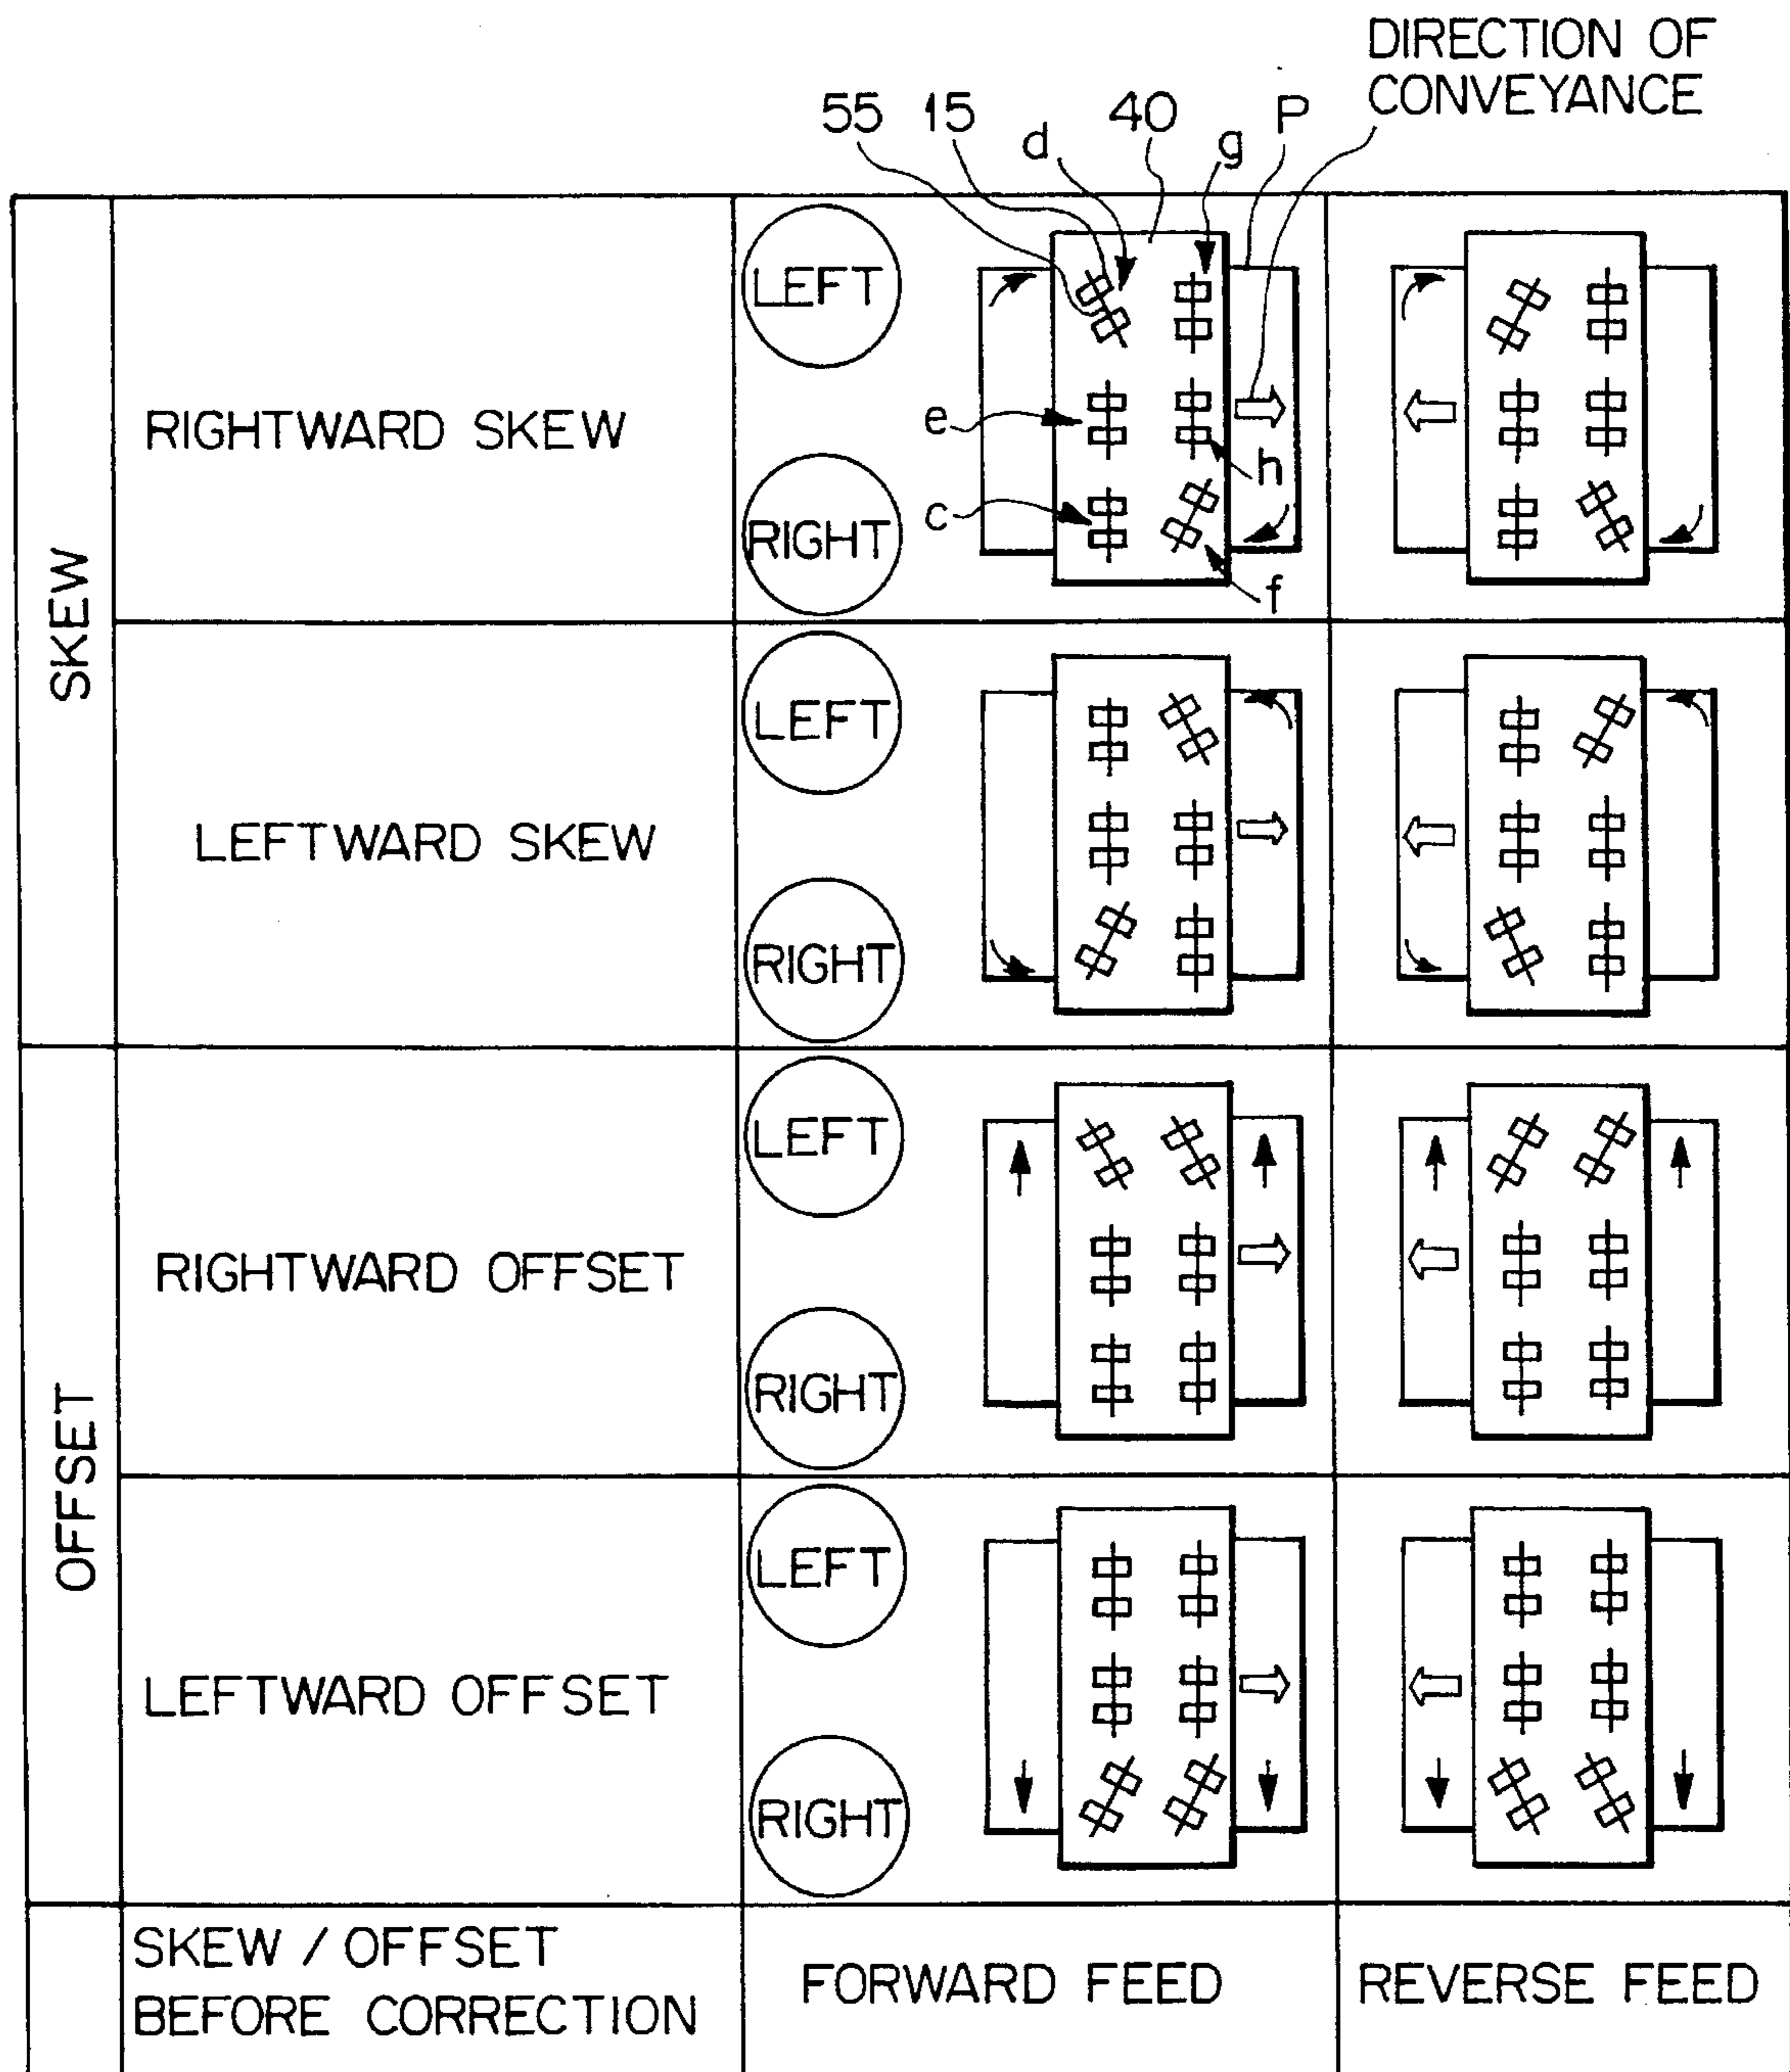 DIRECTION OF
CONVEYANCE
55 15 d 40 g P
SKEW
RIGHTWARD SKEW
LEFT
e
h
c
RIGHT
f
LEFTWARD SKEW
LEFT
RIGHT
OFFSET
RIGHTWARD OFFSET
LEFT
RIGHT
LEFTWARD OFFSET
LEFT
RIGHT
SKEW / OFFSET
BEFORE CORRECTION
FORWARD FEED
REVERSE FEED